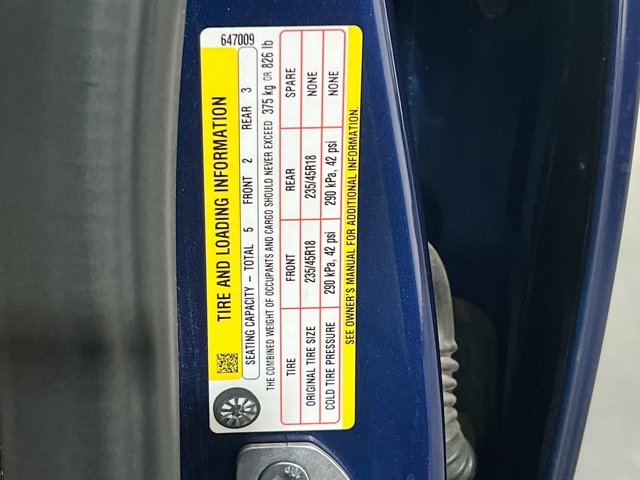 647009
TIRE AND LOADING INFORMATION
SEATING CAPACITY – TOTAL 5 FRONT 2 REAR 3
THE COMBINED WEIGHT OF OCCUPANTS AND CARGO SHOULD NEVER EXCEED 375 kg OR 826 lb
TIRE FRONT REAR SPARE
ORIGINAL TIRE SIZE 235/45R18 235/45R18 NONE
COLD TIRE PRESSURE 290 kPa, 42 psi 290 kPa, 42 psi NONE
SEE OWNER'S MANUAL FOR ADDITIONAL INFORMATION.